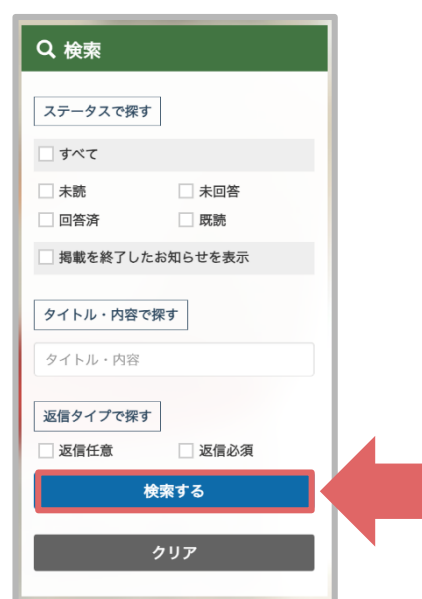 検索
ステータスで探す
すべて
未読 未回答
回答済 既読
掲載を終了したお知らせを表示
タイトル・内容で探す
タイトル・内容
返信タイプで探す
返信任意 返信必須
検索する
クリア